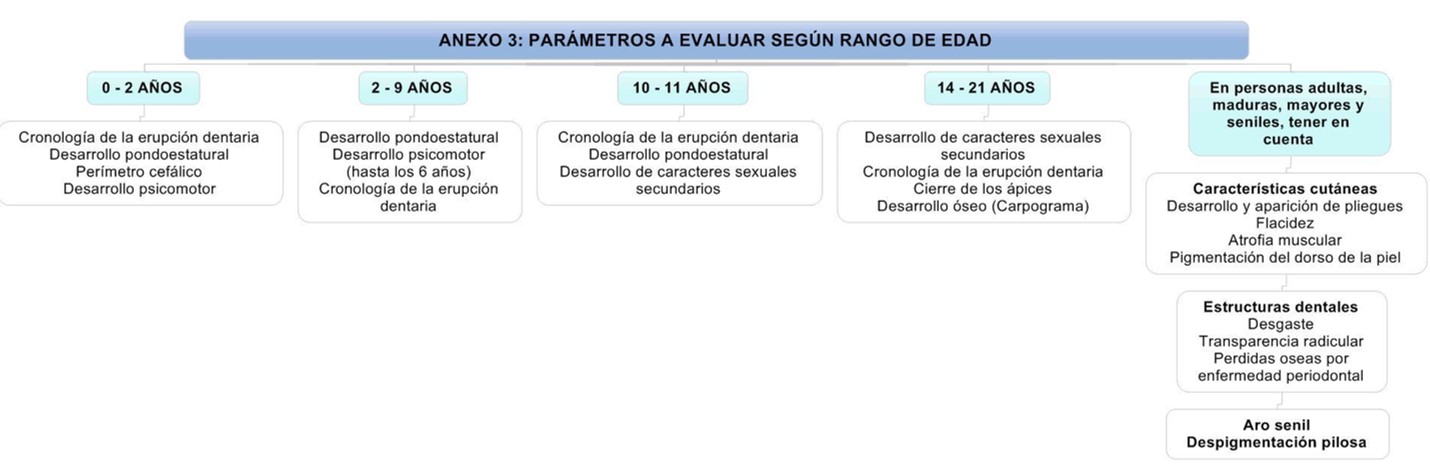 ANEXO 3: PARÁMETROS A EVALUAR SEGÚN RANGO DE EDAD
0 - 2 AÑOS
Cronología de la erupción dentaria
Desarrollo pondoestatural
Perímetro cefálico
Desarrollo psicomotor
2 - 9 AÑOS
Desarrollo pondoestatural
Desarrollo psicomotor
(hasta los 6 años)
Cronología de la erupción
dentaria
10 - 11 AÑOS
Cronología de la erupción dentaria
Desarrollo pondoestatural
Desarrollo de caracteres sexuales
secundarios
14 - 21 AÑOS
Desarrollo de caracteres sexuales
secundarios
Cronología de la erupción dentaria
Cierre de los ápices
Desarrollo óseo (Carpograma)
En personas adultas,
maduras, mayores y
seniles, tener en
cuenta
Características cutáneas
Desarrollo y aparición de pliegues
Flacidez
Atrofia muscular
Pigmentación del dorso de la piel
Estructuras dentales
Desgaste
Transparencia radicular
Perdidas oseas por
enfermedad periodontal
Aro senil
Despigmentación pilosa